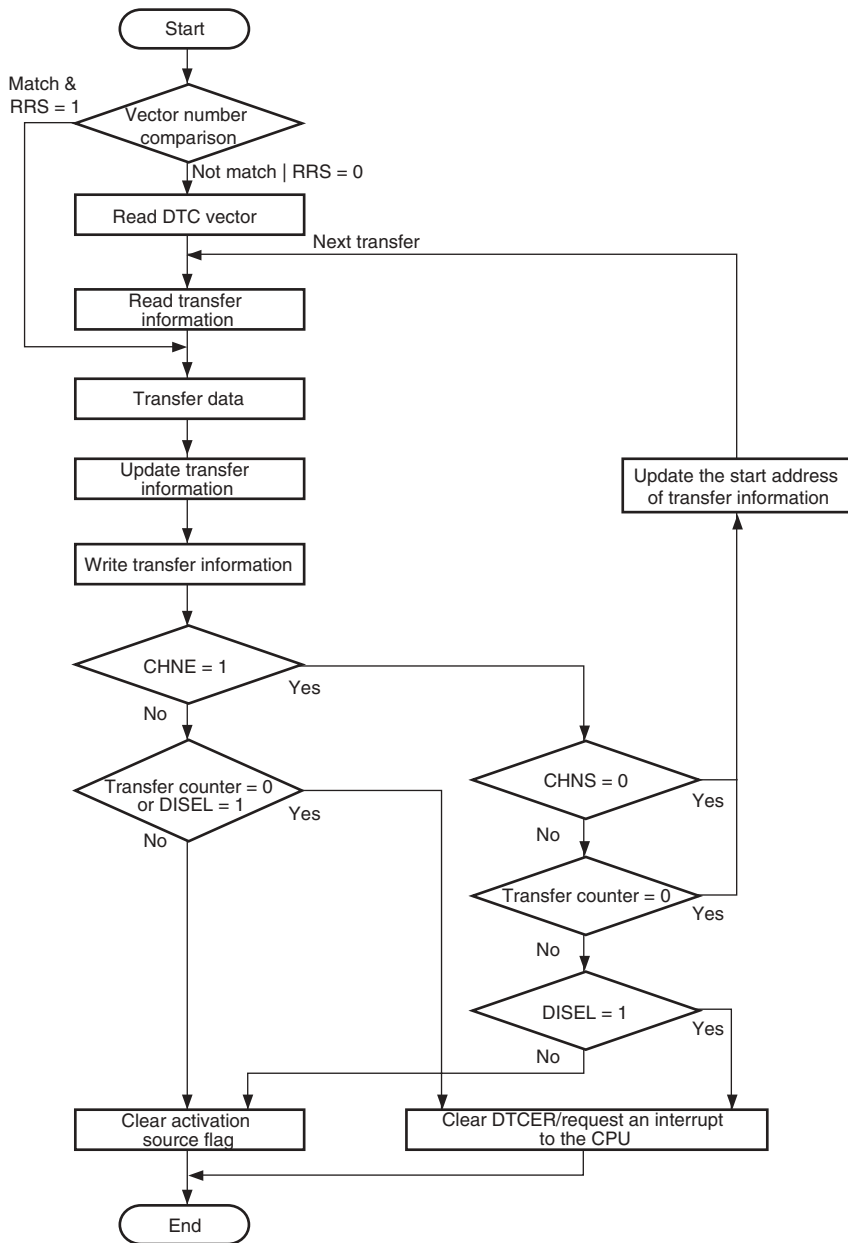 Start
Match &
RRS = 1
Vector number
comparison
Not match | RRS = 0
Read DTC vector
Next transfer
Read transfer
information
Transfer data
Update transfer
information
Update the start address
of transfer information
Write transfer information
CHNE = 1
Yes
No
Transfer counter = 0
or DISEL = 1
Yes
No
CHNS = 0
Yes
No
Transfer counter = 0
Yes
No
DISEL = 1
Yes
No
Clear activation
source flag
Clear DTCER/request an interrupt
to the CPU
End